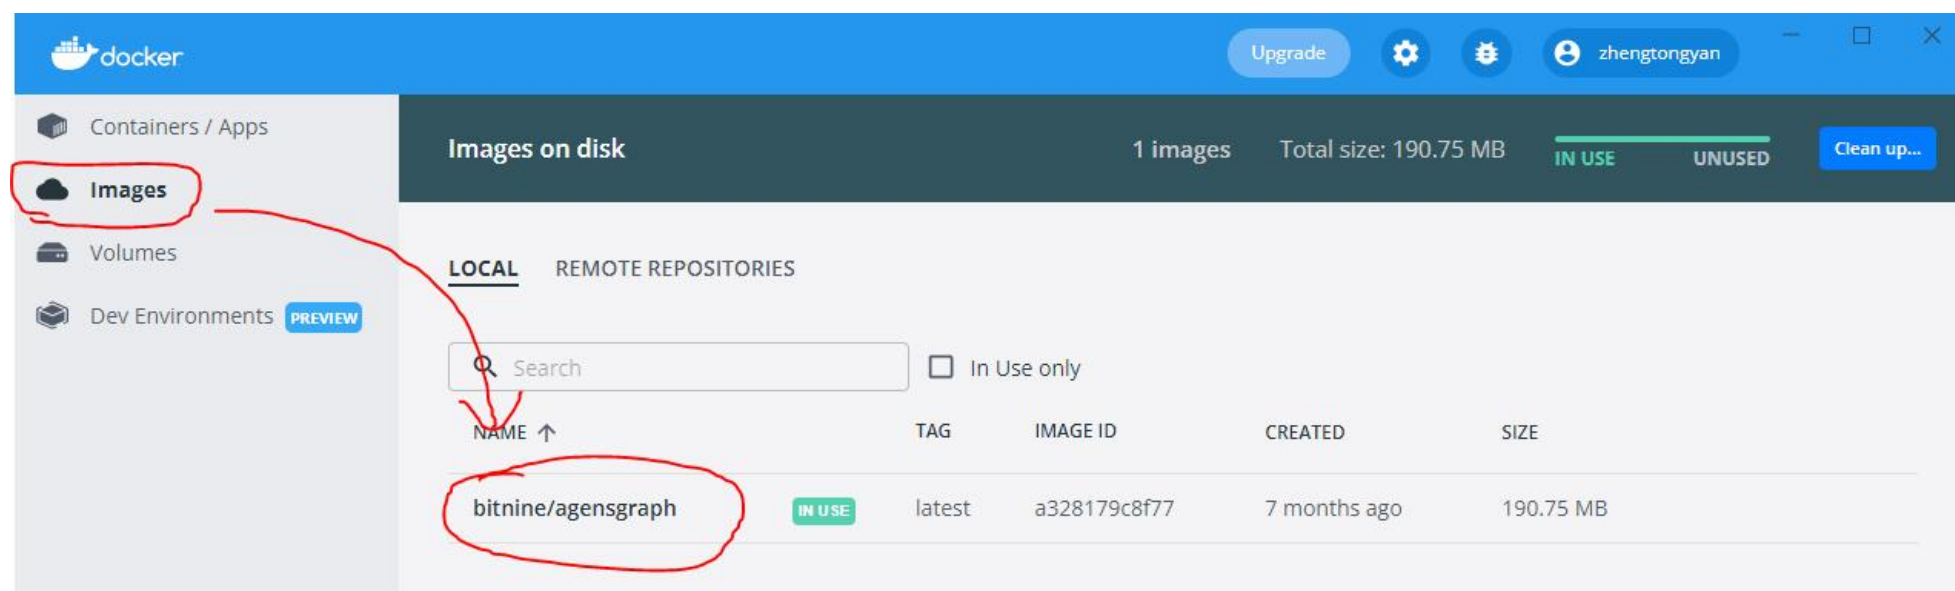 docker
Upgrade
zhengtongyan
Containers / Apps
Images
Volumes
Dev Environments PREVIEW
Images on disk
1 images
Total size: 190.75 MB
IN USE
UNUSED
Clean up...
LOCAL
REMOTE REPOSITORIES
Search
In Use only
NAME TAG IMAGE ID CREATED SIZE
bitnine/agensgraph IN USE latest a328179c8f77 7 months ago 190.75 MB